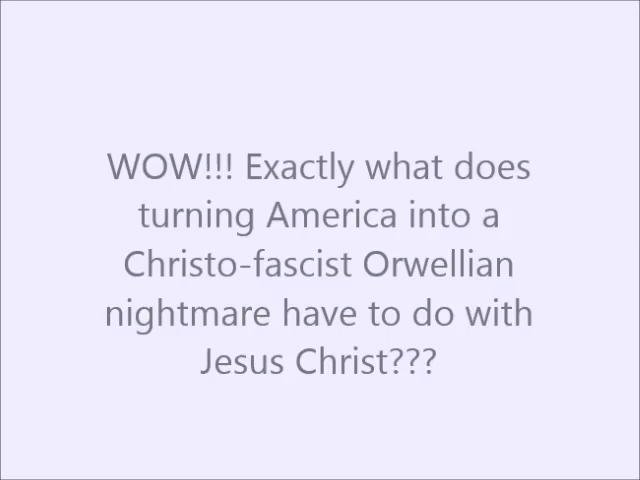 WOW!!! Exactly what does
turning America into a
Christo-fascist Orwellian
nightmare have to do with
Jesus Christ???